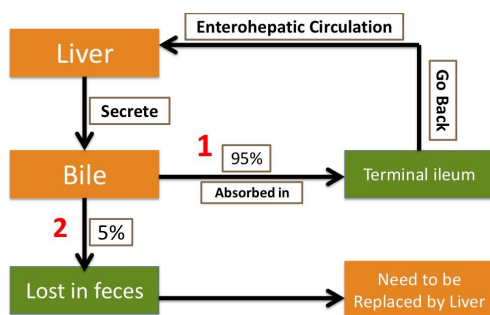 Enterohepatic Circulation
Liver
Go Back
Secrete
1
95%
Bile
Absorbed in
Terminal ileum
2
5%
Lost in feces
Need to be
Replaced by Liver